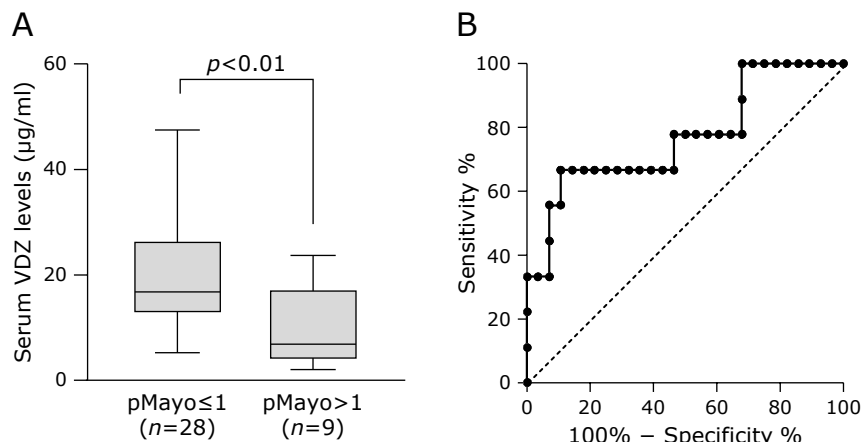 A
Serum VDZ levels (μg/ml)
60
40
20
0
p<0.01
pMayo≤1
(n=28)
pMayo>1
(n=9)
B
Sensitivity %
100
80
60
40
20
0
0 20 40 60 80 100
100% − Specificity %